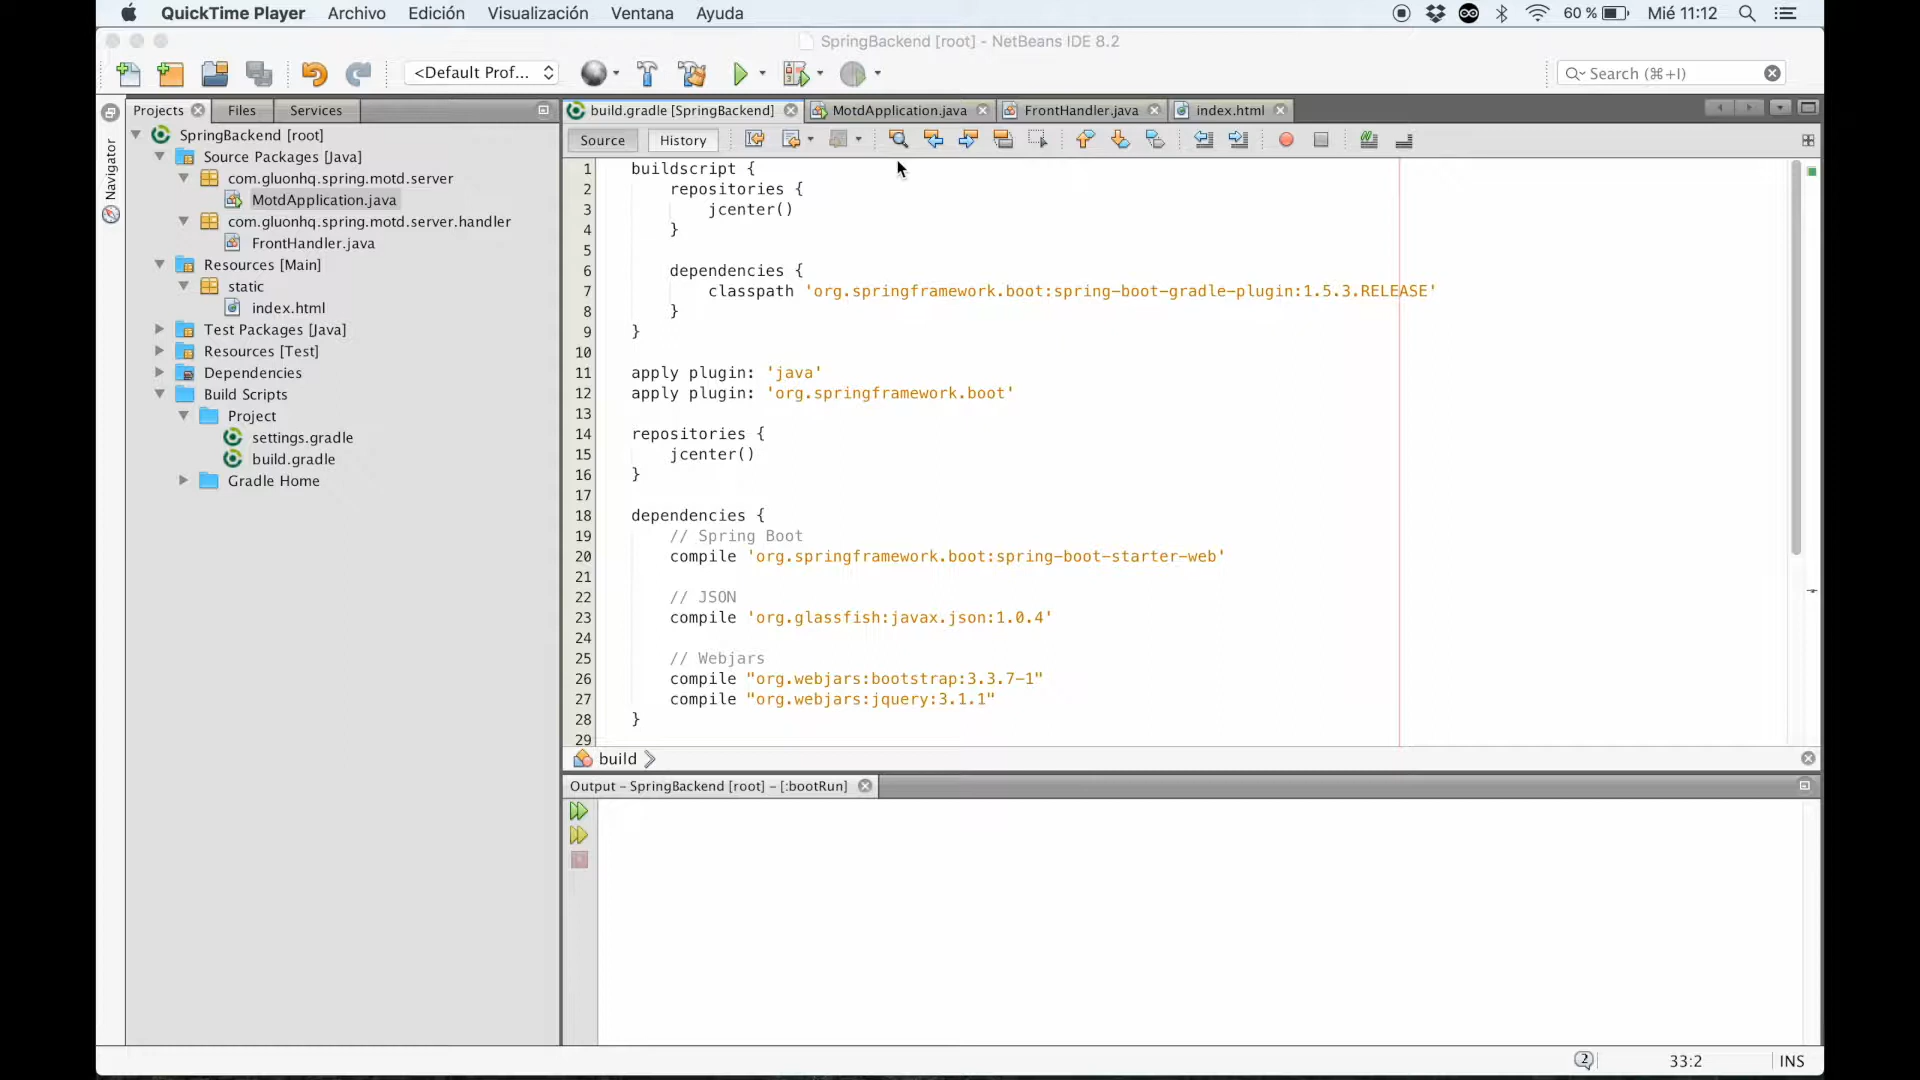 QuickTime Player Archivo Edición Visualización Ventana Ayuda 60 % Mié 11:12
SpringBackend [root] - NetBeans IDE 8.2
<Default Prof... Search (⌘+I)
Projects Files Services
Navigator
SpringBackend [root]
Source Packages [Java]
com.gluonhq.spring.motd.server
MotdApplication.java
com.gluonhq.spring.motd.server.handler
FrontHandler.java
Resources [Main]
static
index.html
Test Packages [Java]
Resources [Test]
Dependencies
Build Scripts
Project
settings.gradle
build.gradle
Gradle Home
build.gradle [SpringBackend] MotdApplication.java FrontHandler.java index.html
Source History
1 buildscript {
2 repositories {
3 jcenter()
4 }
5
6 dependencies {
7 classpath 'org.springframework.boot:spring-boot-gradle-plugin:1.5.3.RELEASE'
8 }
9 }
10
11 apply plugin: 'java'
12 apply plugin: 'org.springframework.boot'
13
14 repositories {
15 jcenter()
16 }
17
18 dependencies {
19 // Spring Boot
20 compile 'org.springframework.boot:spring-boot-starter-web'
21
22 // JSON
23 compile 'org.glassfish:javax.json:1.0.4'
24
25 // Webjars
26 compile "org.webjars:bootstrap:3.3.7-1"
27 compile "org.webjars:jquery:3.1.1"
28 }
29
build
Output – SpringBackend [root] – [:bootRun]
2 33:2 INS